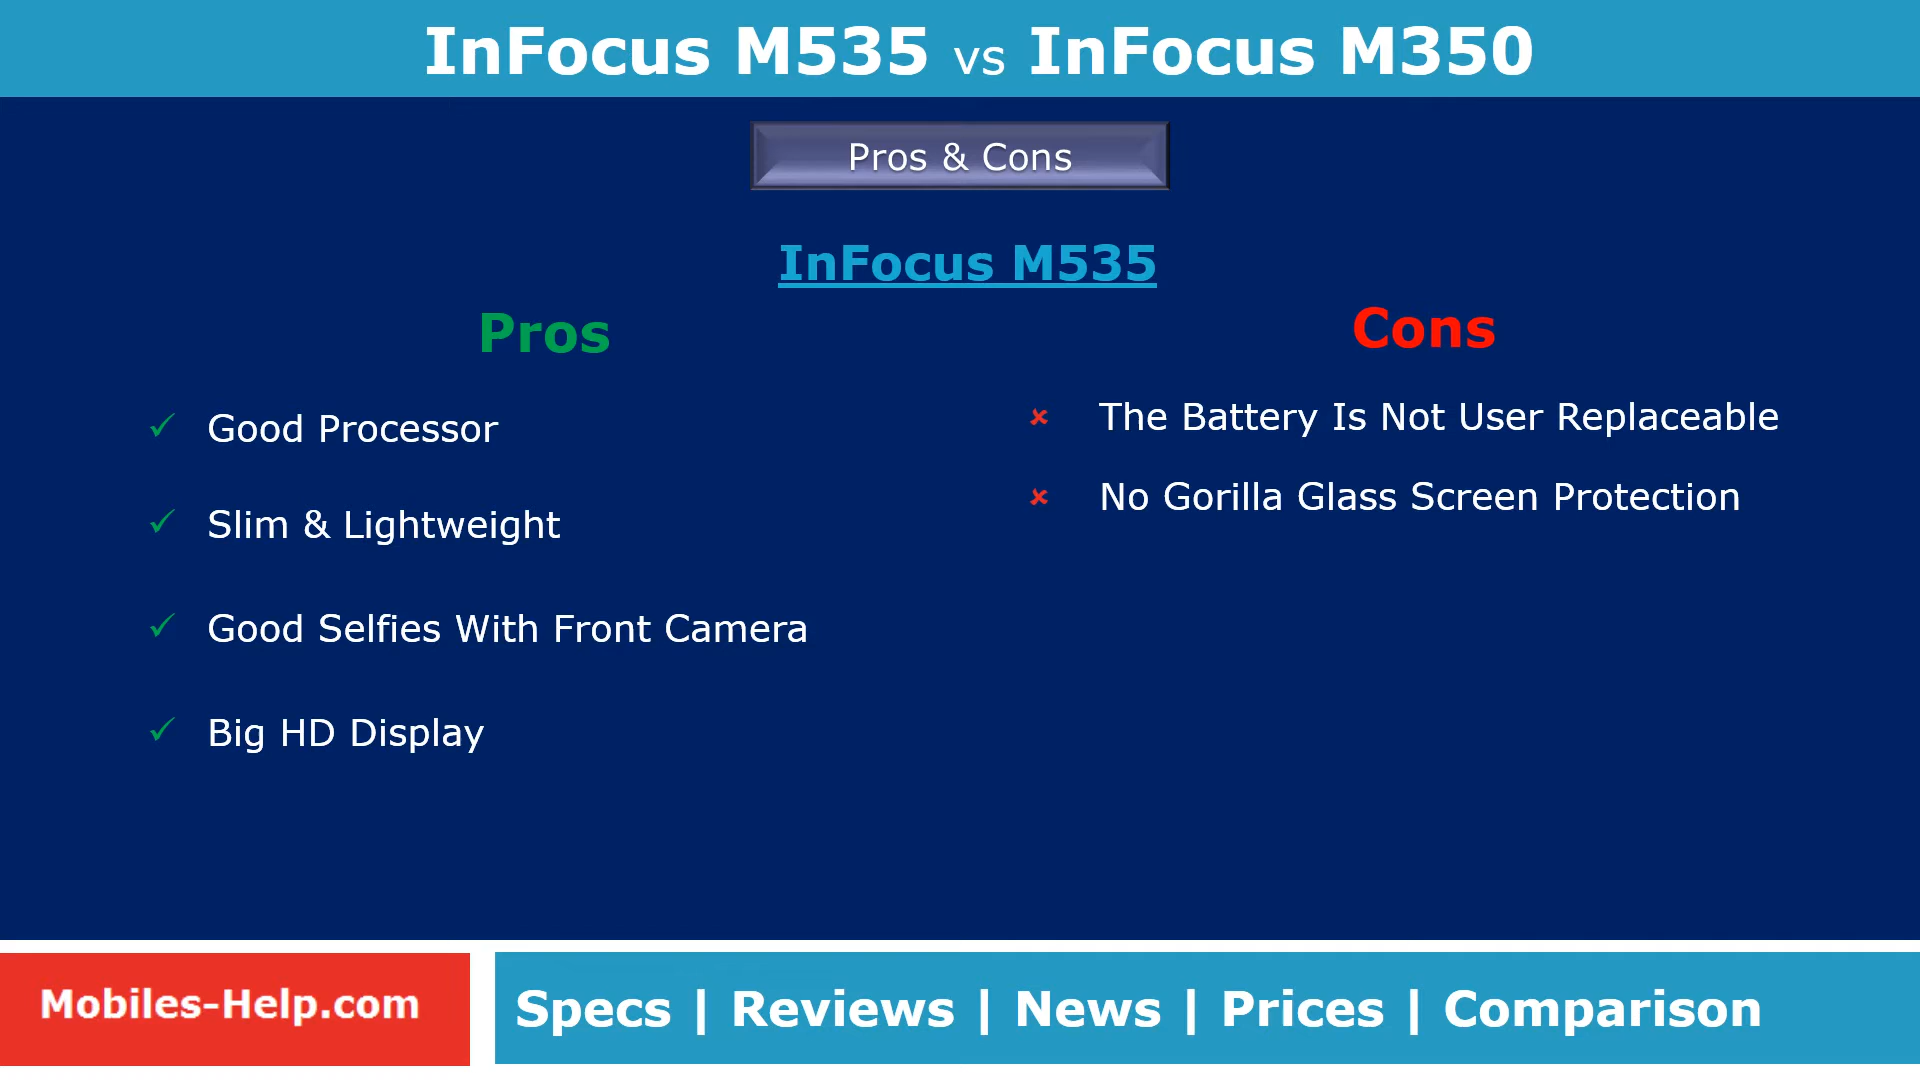 InFocus M535 vs InFocus M350
Pros & Cons
InFocus M535
Pros
Good Processor
Slim & Lightweight
Good Selfies With Front Camera
Big HD Display
Cons
The Battery Is Not User Replaceable
No Gorilla Glass Screen Protection
Mobiles-Help.com
Specs | Reviews | News | Prices | Comparison